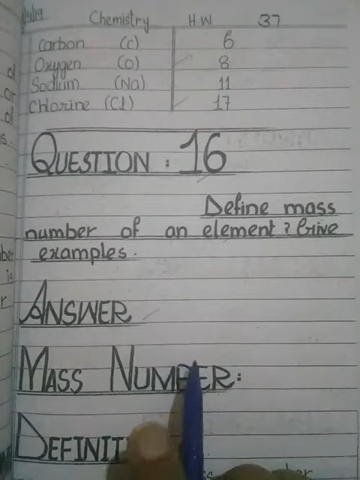 Chemistry H.W 37
Carbon (C) 6
Oxygen (O) 8
Sodium (Na) 11
Chlorine (Cl) 17
QUESTION : 16
Define mass
number of an element? Give
examples.
ANSWER
MASS NUMBER:
DEFINIT